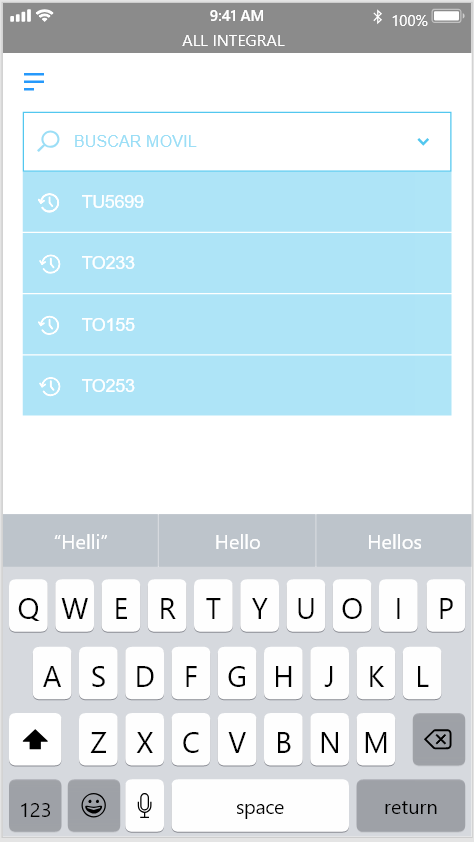 9:41 AM
100%
ALL INTEGRAL
BUSCAR MOVIL
TU5699
TO233
TO155
TO253
“Helli” Hello Hellos
Q W E R T Y U O I P
A S D F G H J K L
Z X C V B N M
123 space return